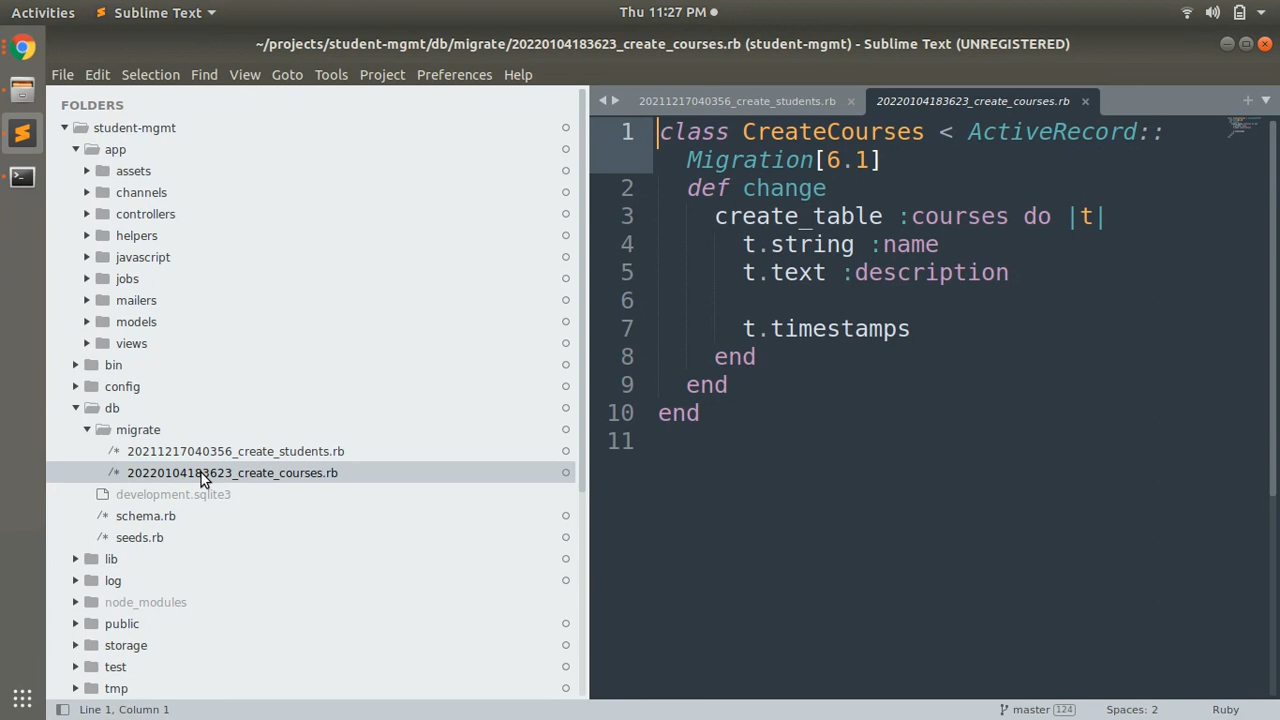 Activities
Sublime Text
Thu 11:27 PM
~/projects/student-mgmt/db/migrate/20220104183623_create_courses.rb (student-mgmt) - Sublime Text (UNREGISTERED)
File Edit Selection Find View Goto Tools Project Preferences Help
FOLDERS
student-mgmt
app
assets
channels
controllers
helpers
javascript
jobs
mailers
models
views
bin
config
db
migrate
/* 20211217040356_create_students.rb
/* 20220104183623_create_courses.rb
development.sqlite3
/* schema.rb
/* seeds.rb
lib
log
node_modules
public
storage
test
tmp
20211217040356_create_students.rb
20220104183623_create_courses.rb
1 class CreateCourses < ActiveRecord::
Migration[6.1]
2 def change
3 create_table :courses do |t|
4 t.string :name
5 t.text :description
6
7 t.timestamps
8 end
9 end
10 end
11
Line 1, Column 1
master 124
Spaces: 2
Ruby